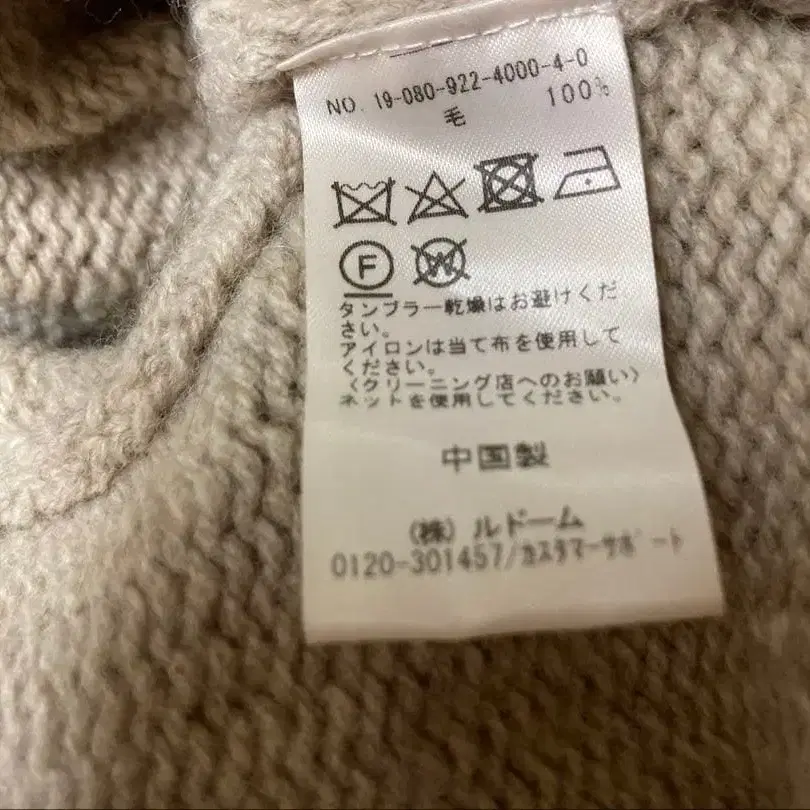 NO. 19-080-922-4000-4-0
毛 100%
F W
タンブラー乾燥はお避けくだ
さい。
アイロンは当て布を使用して
ください。
〈クリーニング店へのお願い〉
ネットを使用してください。
中国製
(株) ルドーム
0120-301457/カスタマーサポート